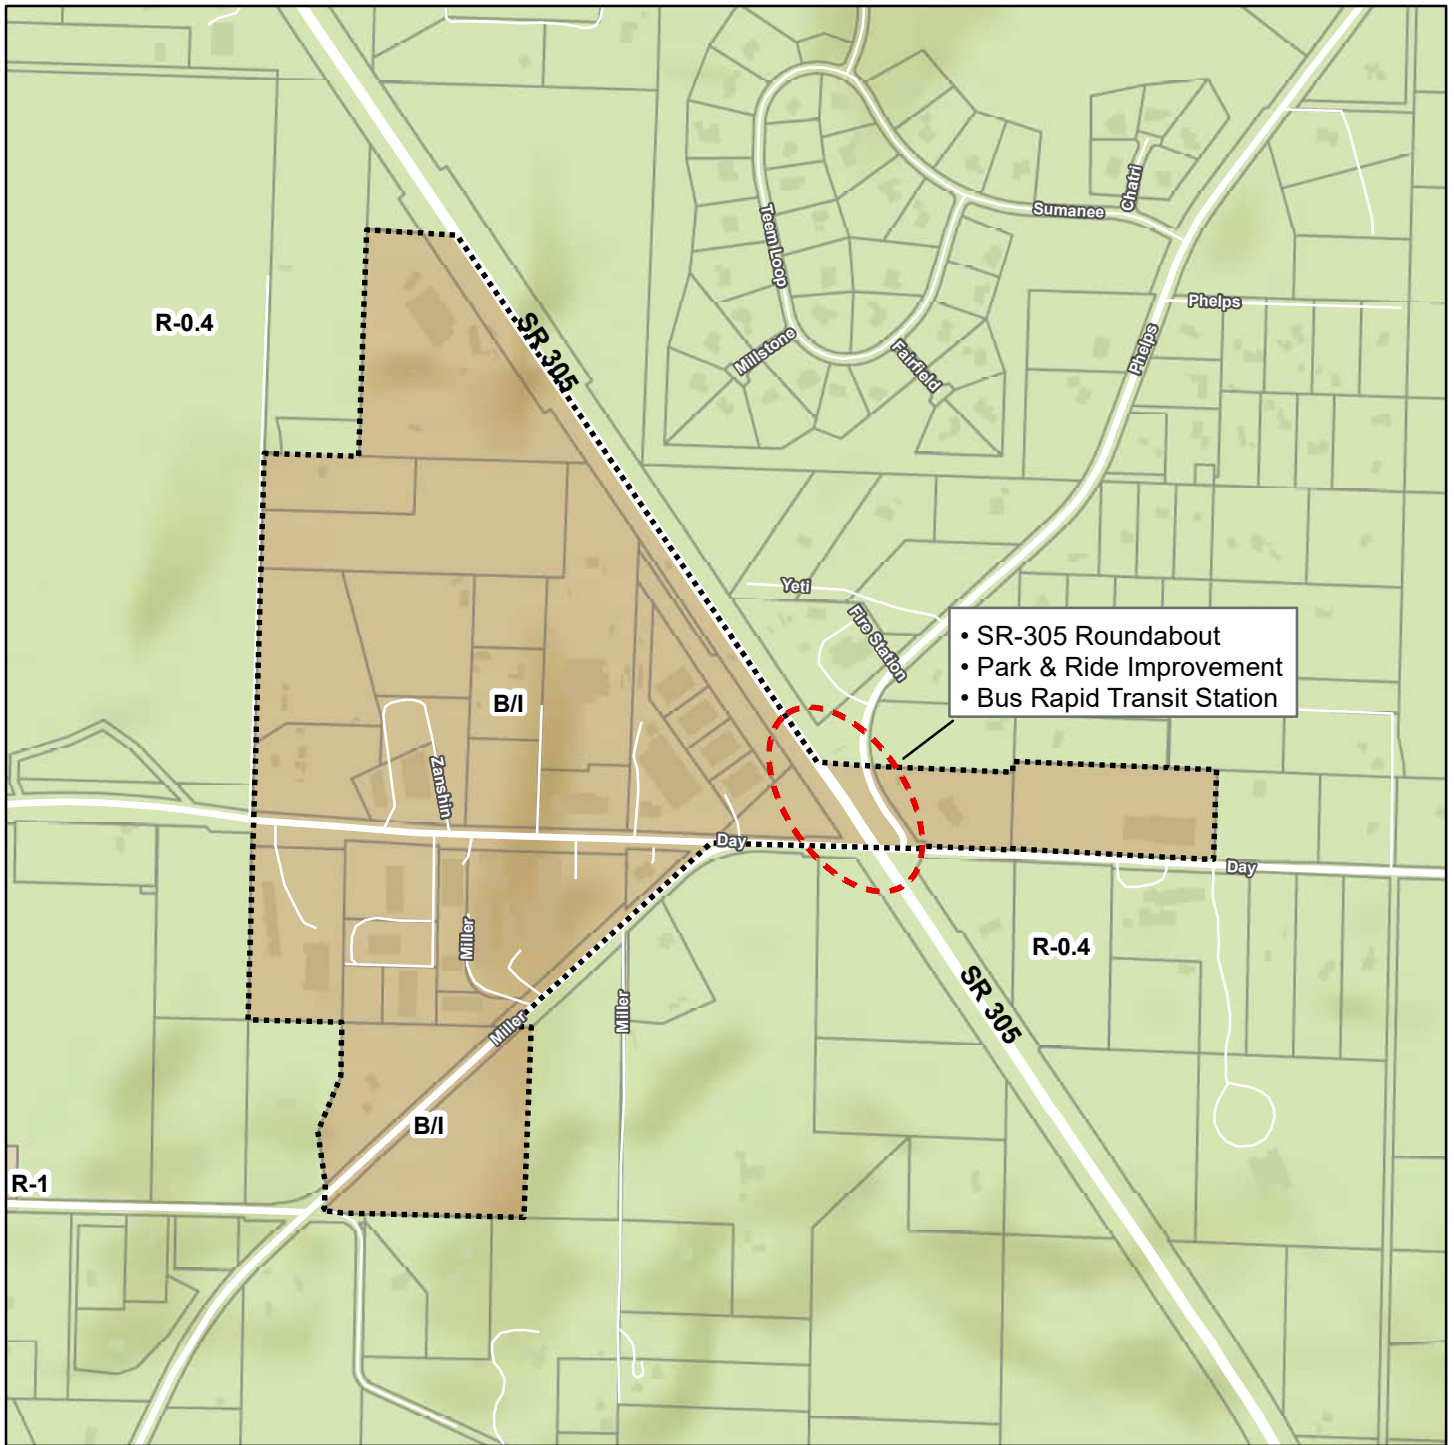 Chatri
Sumanee
Teem Loop
Phelps
R-0.4
SR 305
Millstone
Fairfield
Phelps
Yeti
Fire Station
• SR-305 Roundabout
• Park & Ride Improvement
• Bus Rapid Transit Station
B/I
Zanshin
Day
Day
Miller
R-0.4
SR 305
Miller
Miller
B/I
R-1